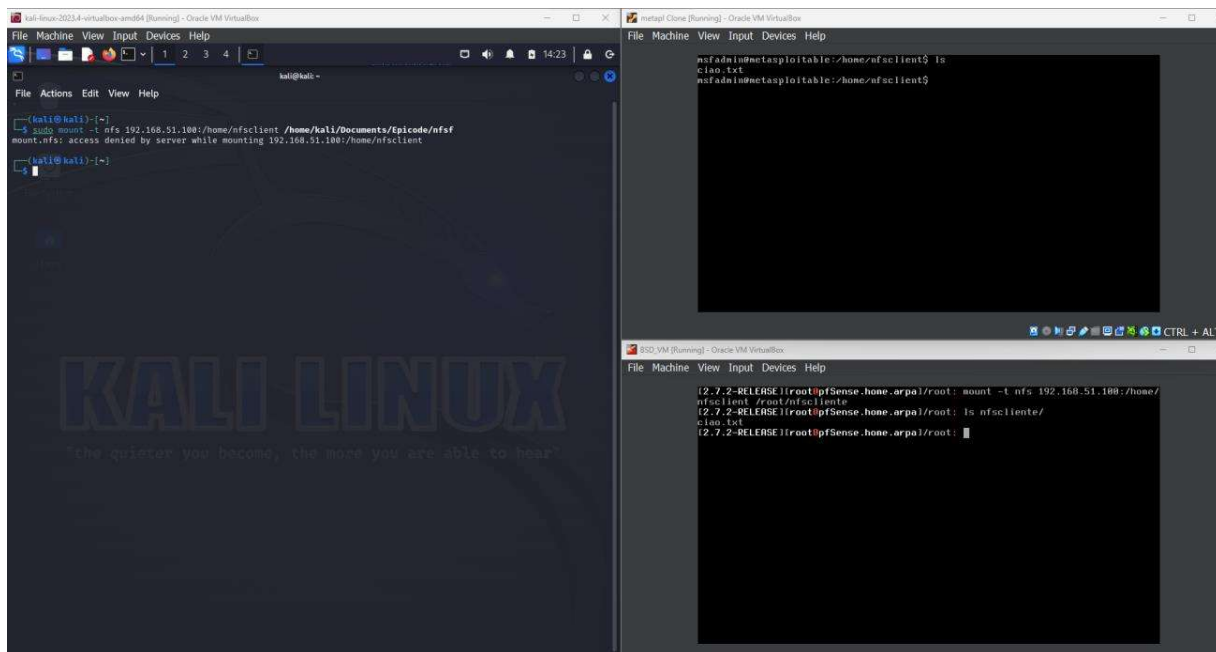 kali-linux-2023.4-virtualbox-amd64 [Running] - Oracle VM VirtualBox
File Machine View Input Devices Help
1 2 3 4
14:23
kali@kali: ~
File Actions Edit View Help
(kali㉿kali)-[~]
$ sudo mount -t nfs 192.168.51.100:/home/nfsclient /home/kali/Documents/Epicode/nfsf
mount.nfs: access denied by server while mounting 192.168.51.100:/home/nfsclient
(kali㉿kali)-[~]
$
KALI LINUX
"the quieter you become, the more you are able to hear"
metapl Clone [Running] - Oracle VM VirtualBox
File Machine View Input Devices Help
msfadmin@metasploitable:/home/nfsclient$ ls
ciao.txt
msfadmin@metasploitable:/home/nfsclient$
CTRL + AL
BSD_VM [Running] - Oracle VM VirtualBox
File Machine View Input Devices Help
[2.7.2-RELEASE][root@pfSense.home.arpa]/root: mount -t nfs 192.168.51.100:/home/
nfsclient /root/nfscliente
[2.7.2-RELEASE][root@pfSense.home.arpa]/root: ls nfscliente/
ciao.txt
[2.7.2-RELEASE][root@pfSense.home.arpa]/root: